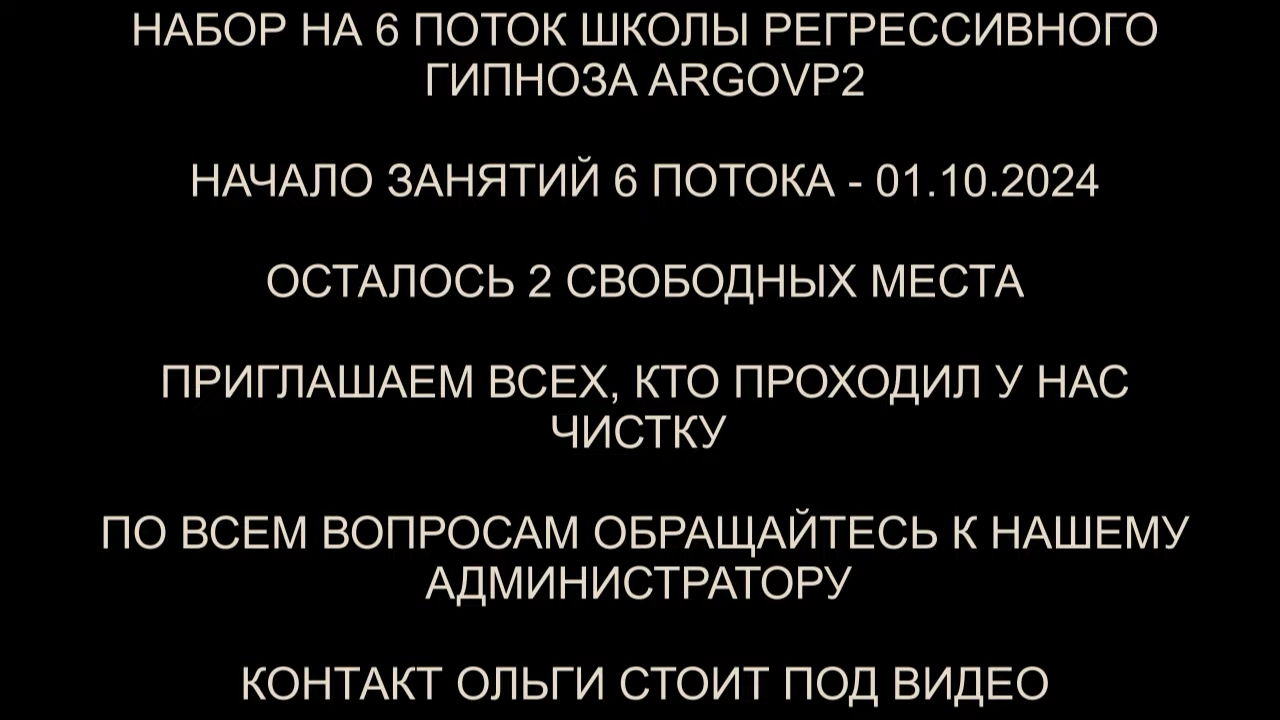 НАБОР НА 6 ПОТОК ШКОЛЫ РЕГРЕССИВНОГО
ГИПНОЗА ARGOVP2
НАЧАЛО ЗАНЯТИЙ 6 ПОТОКА - 01.10.2024
ОСТАЛОСЬ 2 СВОБОДНЫХ МЕСТА
ПРИГЛАШАЕМ ВСЕХ, КТО ПРОХОДИЛ У НАС
ЧИСТКУ
ПО ВСЕМ ВОПРОСАМ ОБРАЩАЙТЕСЬ К НАШЕМУ
АДМИНИСТРАТОРУ
КОНТАКТ ОЛЬГИ СТОИТ ПОД ВИДЕО